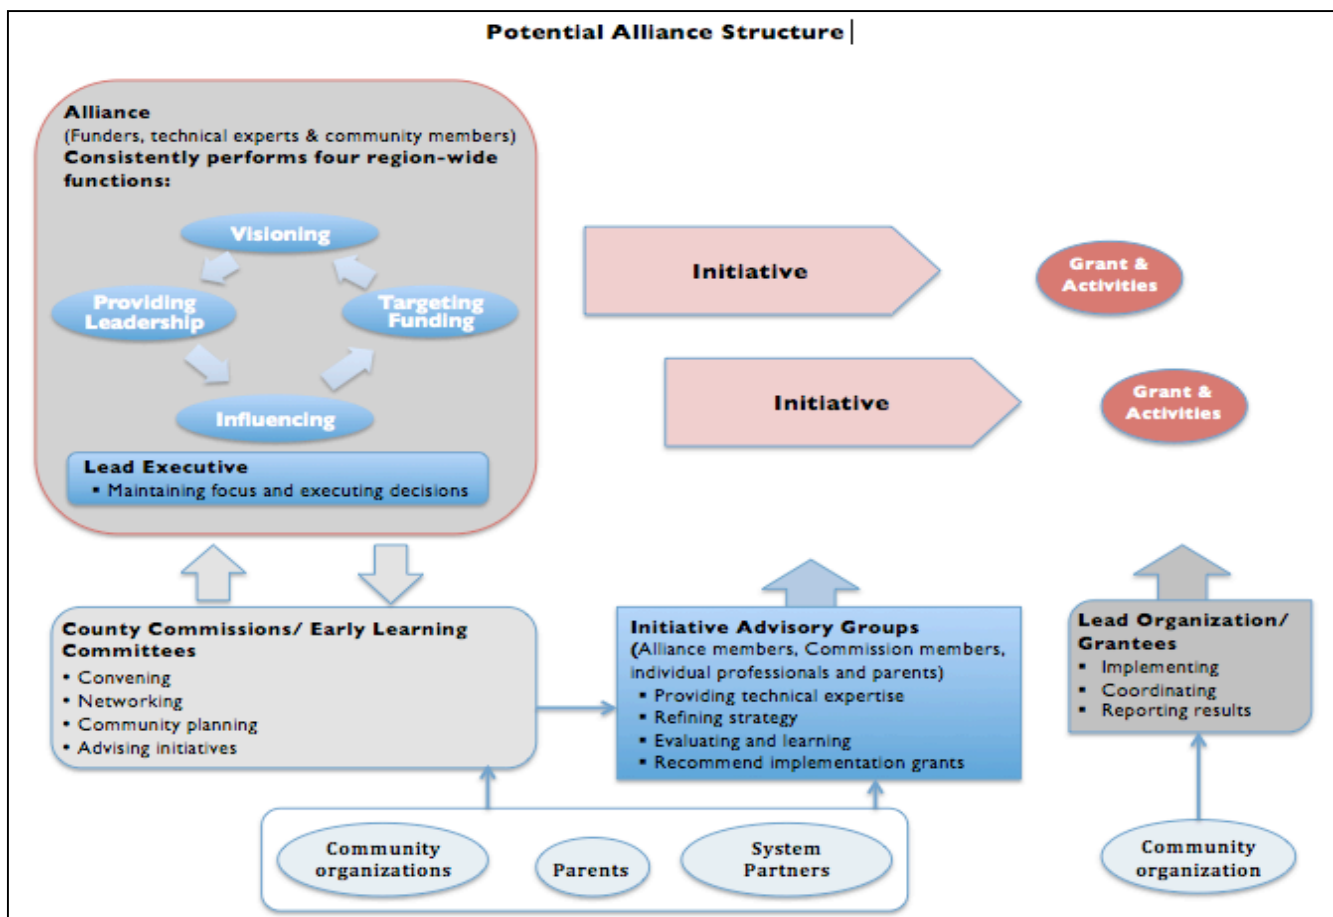 Potential Alliance Structure
Alliance
(Funders, technical experts & community members)
Consistently performs four region-wide
functions:
Visioning
Providing
Leadership
Targeting
Funding
Influencing
Lead Executive
▪ Maintaining focus and executing decisions
Initiative
Grant &
Activities
Initiative
Grant &
Activities
County Commissions/ Early Learning
Committees
• Convening
• Networking
• Community planning
• Advising initiatives
Initiative Advisory Groups
(Alliance members, Commission members,
individual professionals and parents)
▪ Providing technical expertise
▪ Refining strategy
▪ Evaluating and learning
▪ Recommend implementation grants
Lead Organization/
Grantees
▪ Implementing
▪ Coordinating
▪ Reporting results
Community
organizations
Parents
System
Partners
Community
organization